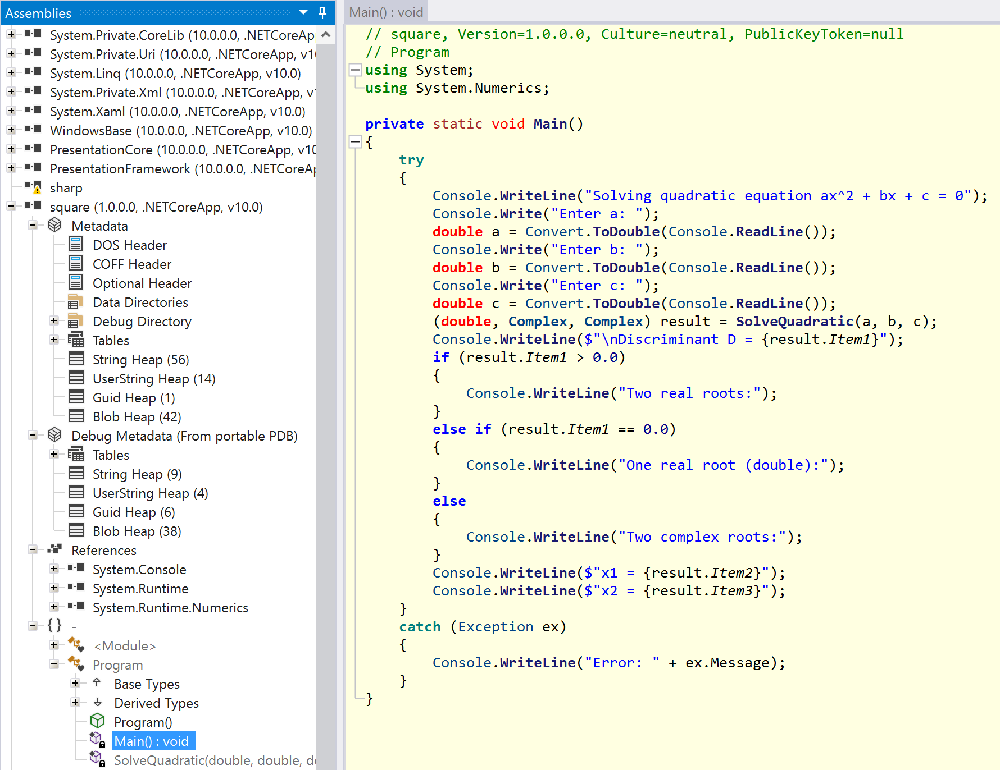 Assemblies
System.Private.CoreLib (10.0.0.0, .NETCoreApp
System.Private.Uri (10.0.0.0, .NETCoreApp, v10
System.Linq (10.0.0.0, .NETCoreApp, v10.0)
System.Private.Xml (10.0.0.0, .NETCoreApp, v1
System.Xaml (10.0.0.0, .NETCoreApp, v10.0)
WindowsBase (10.0.0.0, .NETCoreApp, v10.0)
PresentationCore (10.0.0.0, .NETCoreApp, v10
PresentationFramework (10.0.0.0, .NETCoreAp
sharp
square (1.0.0.0, .NETCoreApp, v10.0)
Metadata
DOS Header
COFF Header
Optional Header
Data Directories
Debug Directory
Tables
String Heap (56)
UserString Heap (14)
Guid Heap (1)
Blob Heap (42)
Debug Metadata (From portable PDB)
Tables
String Heap (9)
UserString Heap (4)
Guid Heap (6)
Blob Heap (38)
References
System.Console
System.Runtime
System.Runtime.Numerics
{ } -
<Module>
Program
Base Types
Derived Types
Program()
Main() : void
SolveQuadratic(double, double, do
Main() : void
// square, Version=1.0.0.0, Culture=neutral, PublicKeyToken=null
// Program
using System;
using System.Numerics;
private static void Main()
{
    try
    {
        Console.WriteLine("Solving quadratic equation ax^2 + bx + c = 0");
        Console.Write("Enter a: ");
        double a = Convert.ToDouble(Console.ReadLine());
        Console.Write("Enter b: ");
        double b = Convert.ToDouble(Console.ReadLine());
        Console.Write("Enter c: ");
        double c = Convert.ToDouble(Console.ReadLine());
        (double, Complex, Complex) result = SolveQuadratic(a, b, c);
        Console.WriteLine($"\nDiscriminant D = {result.Item1}");
        if (result.Item1 > 0.0)
        {
            Console.WriteLine("Two real roots:");
        }
        else if (result.Item1 == 0.0)
        {
            Console.WriteLine("One real root (double):");
        }
        else
        {
            Console.WriteLine("Two complex roots:");
        }
        Console.WriteLine($"x1 = {result.Item2}");
        Console.WriteLine($"x2 = {result.Item3}");
    }
    catch (Exception ex)
    {
        Console.WriteLine("Error: " + ex.Message);
    }
}